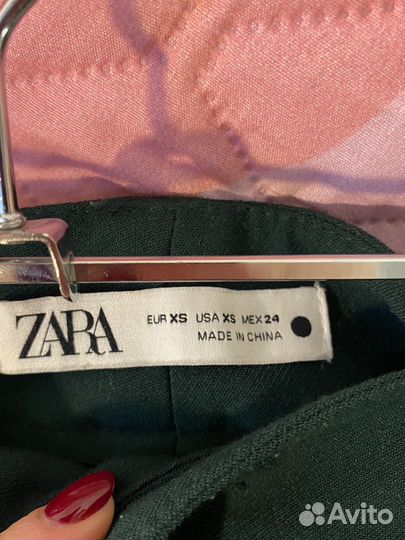 ZARA
EUR XS USA XS MEX 24
MADE IN CHINA
Avito